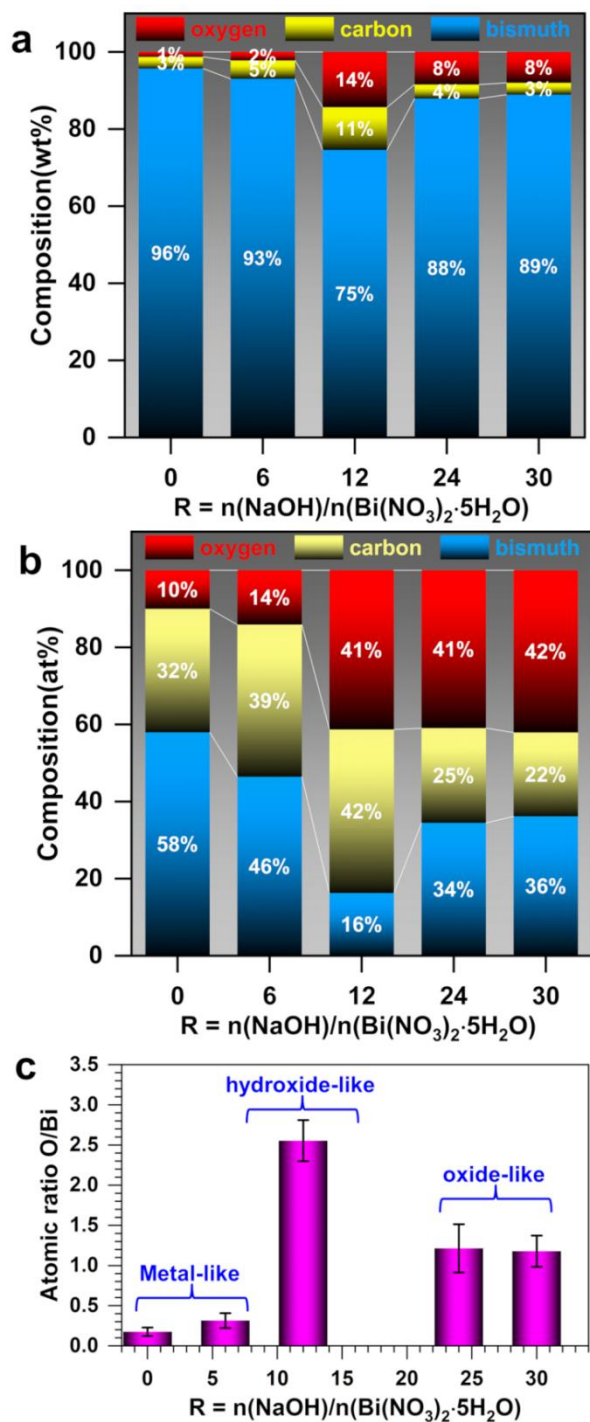 a
oxygen carbon bismuth
Composition(wt%)
100
80
60
40
20
0
1% 2% 14% 8% 8%
3% 5% 11% 4% 3%
96% 93% 75% 88% 89%
0 6 12 24 30
R = n(NaOH)/n(Bi(NO₃)₂·5H₂O)
b
oxygen carbon bismuth
Composition(at%)
100
80
60
40
20
0
10% 14% 41% 41% 42%
32% 39% 42% 25% 22%
58% 46% 16% 34% 36%
0 6 12 24 30
R = n(NaOH)/n(Bi(NO₃)₂·5H₂O)
c
Atomic ratio O/Bi
3.5
3.0
2.5
2.0
1.5
1.0
0.5
0.0
hydroxide-like
oxide-like
Metal-like
0 5 10 15 20 25 30
R = n(NaOH)/n(Bi(NO₃)₂·5H₂O)